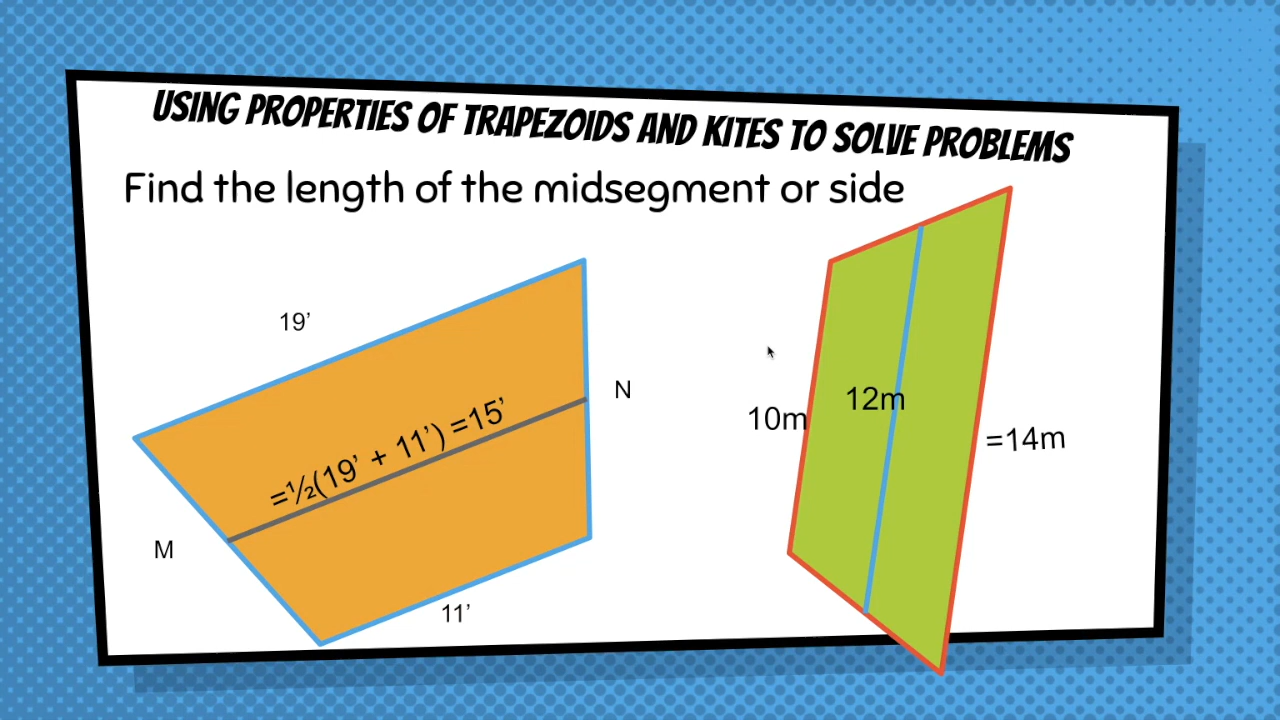 USING PROPERTIES OF TRAPEZOIDS AND KITES TO SOLVE PROBLEMS
Find the length of the midsegment or side
19’
=½(19’ + 11’) =15’
N
M
11’
10m
12m
=14m